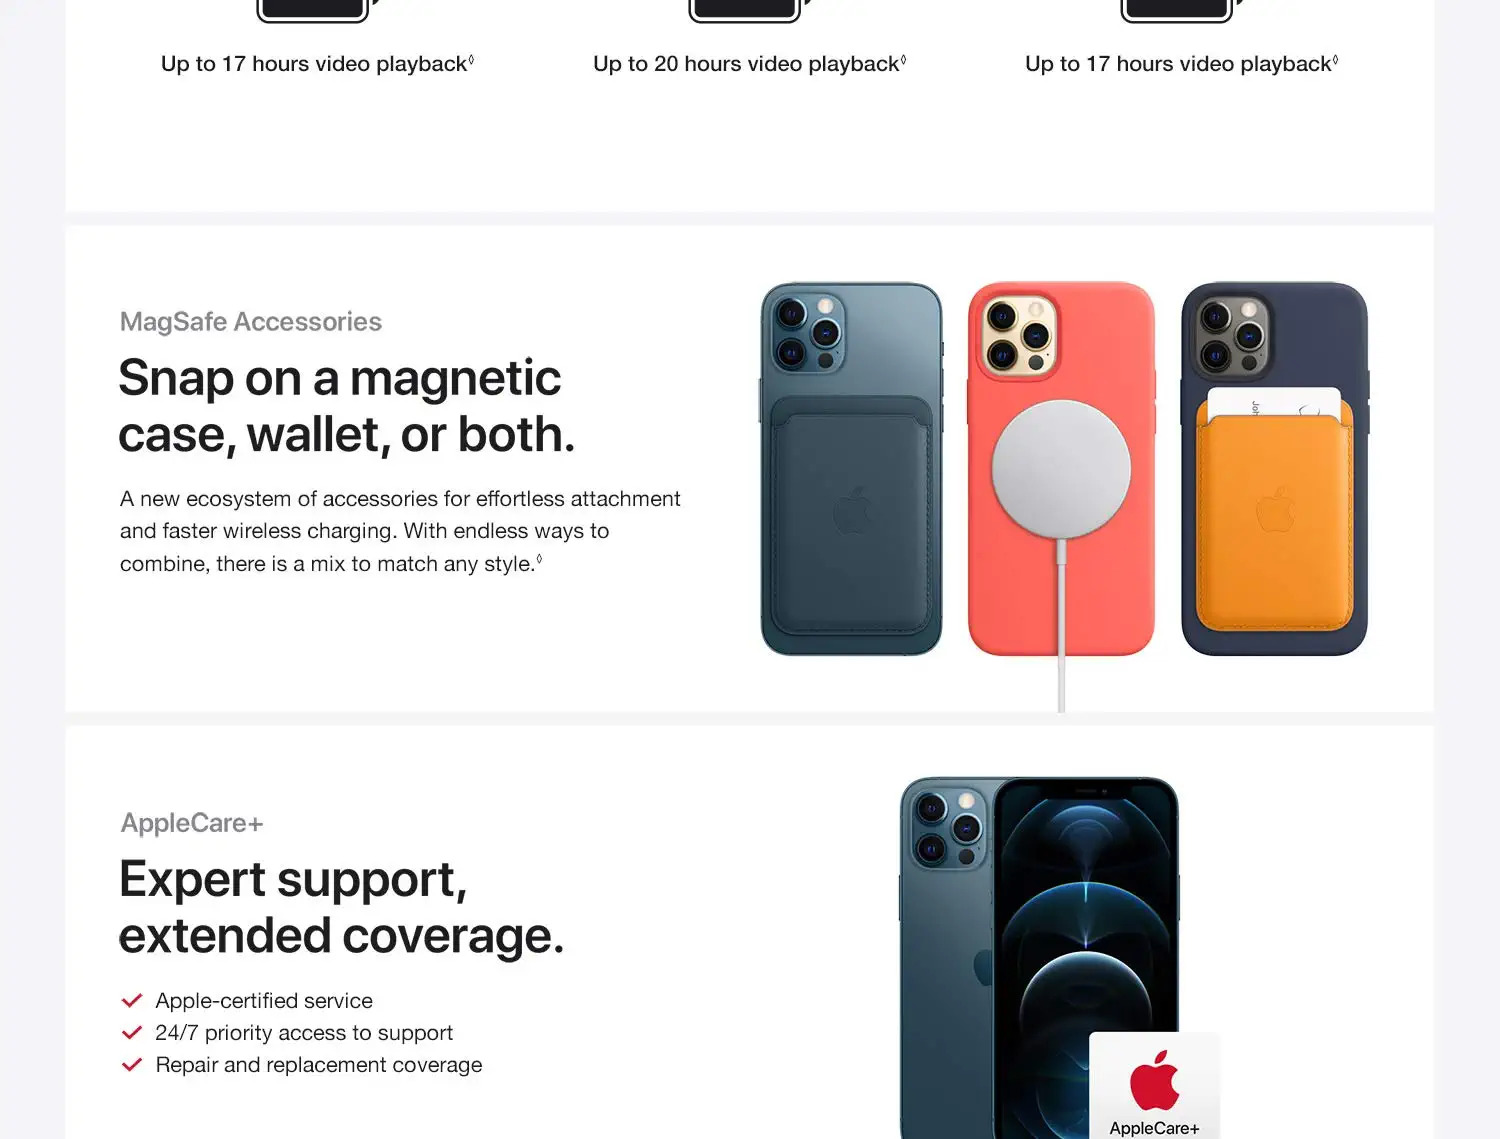 Up to 17 hours video playback◊
Up to 20 hours video playback◊
Up to 17 hours video playback◊
MagSafe Accessories
Snap on a magnetic
case, wallet, or both.
A new ecosystem of accessories for effortless attachment
and faster wireless charging. With endless ways to
combine, there is a mix to match any style.◊
AppleCare+
Expert support,
extended coverage.
Apple-certified service
24/7 priority access to support
Repair and replacement coverage
AppleCare+